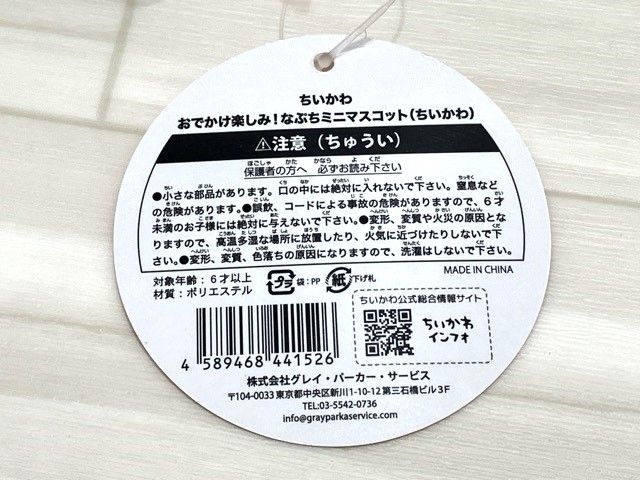 ちいかわ
おでかけ楽しみ！なぷちミニマスコット（ちいかわ）
⚠注意（ちゅうい）
保護者の方へ 必ずお読み下さい
●小さな部品があります。口の中には絶対に入れないで下さい。窒息など
の危険があります。●誤飲、コードによる事故の危険がありますので、6才
未満のお子様には絶対に与えないで下さい。●変形、変質や火災の原因とな
りますので、高温多湿な場所に放置したり、火気に近づけたりしないで下
さい。●変形、変質、色落ちの原因になりますので、洗濯はしないで下さい。
MADE IN CHINA
対象年齢：6才以上
材質：ポリエステル
プラ
袋：PP
紙
下げ札
ちいかわ公式総合情報サイト
ちいかわ
インフォ
4 589468 441526
株式会社グレイ・パーカー・サービス
〒104-0033 東京都中央区新川1-10-12 第三石橋ビル3F
TEL:03-5542-0736
info@grayparkaservice.com